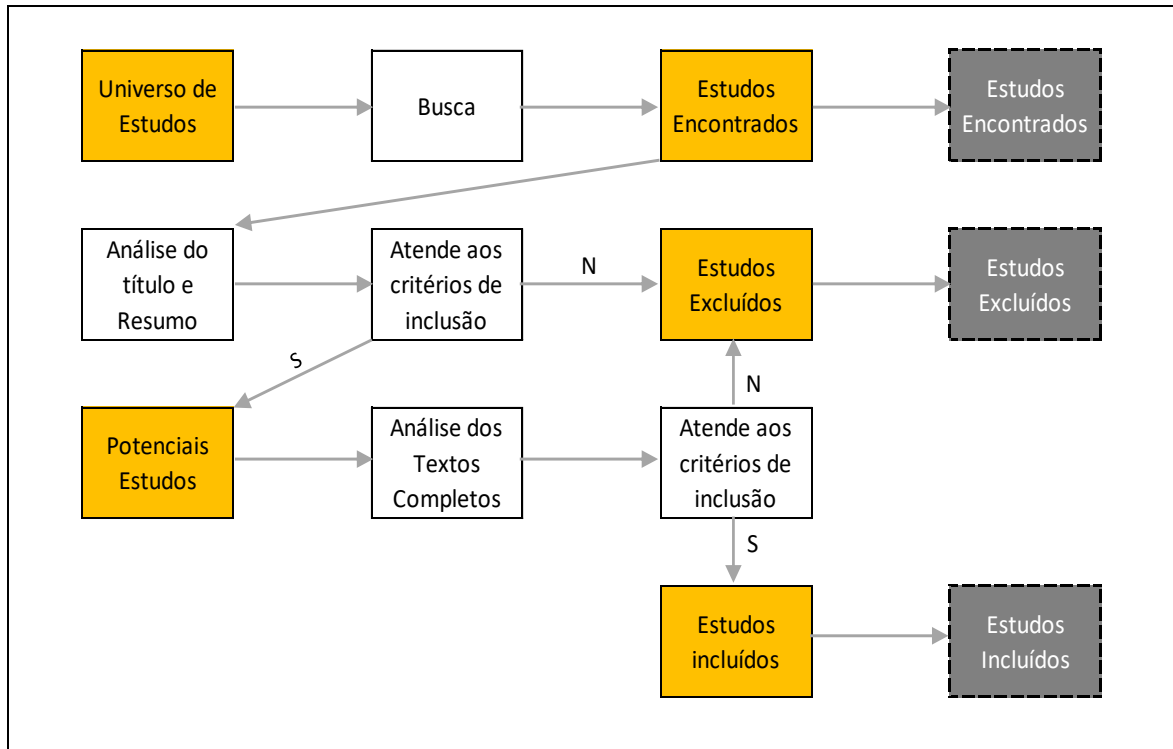 Universo de
Estudos
Busca
Estudos
Encontrados
Estudos
Encontrados
Análise do
título e
Resumo
Atende aos
critérios de
inclusão
N
Estudos
Excluídos
Estudos
Excluídos
S
N
Potenciais
Estudos
Análise dos
Textos
Completos
Atende aos
critérios de
inclusão
S
Estudos
incluídos
Estudos
Incluídos